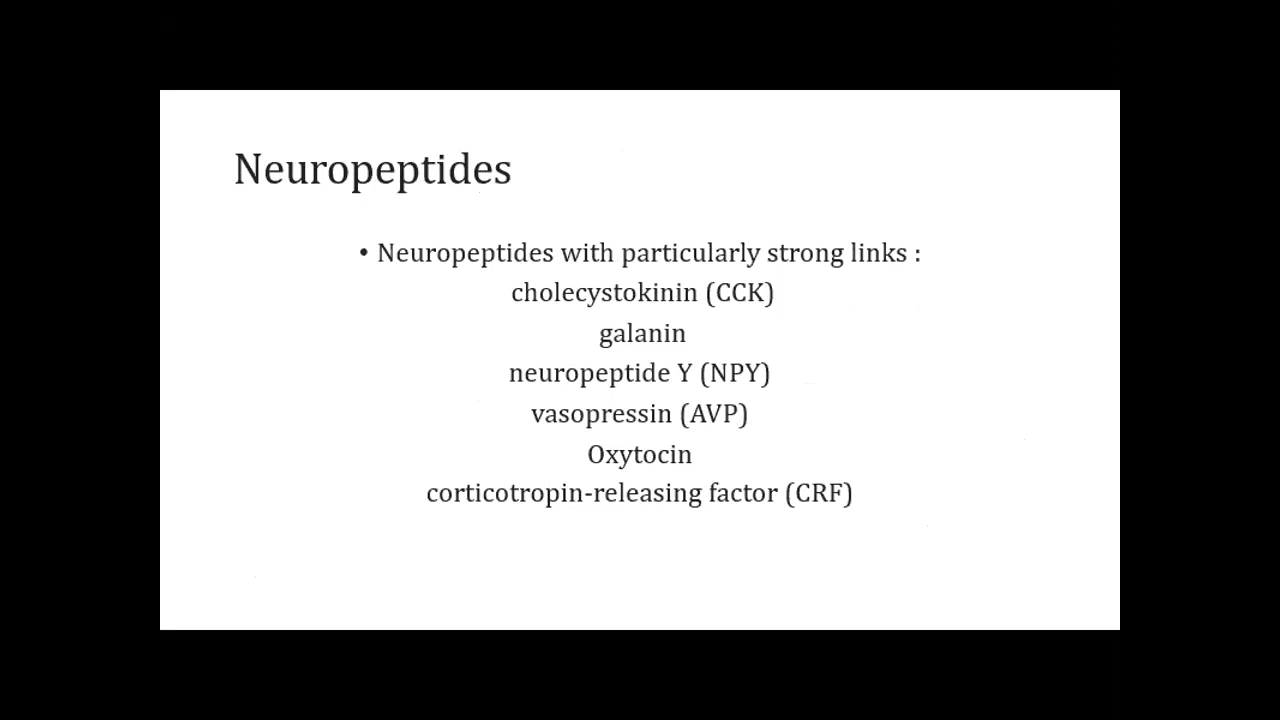 Neuropeptides
• Neuropeptides with particularly strong links :
cholecystokinin (CCK)
galanin
neuropeptide Y (NPY)
vasopressin (AVP)
Oxytocin
corticotropin-releasing factor (CRF)